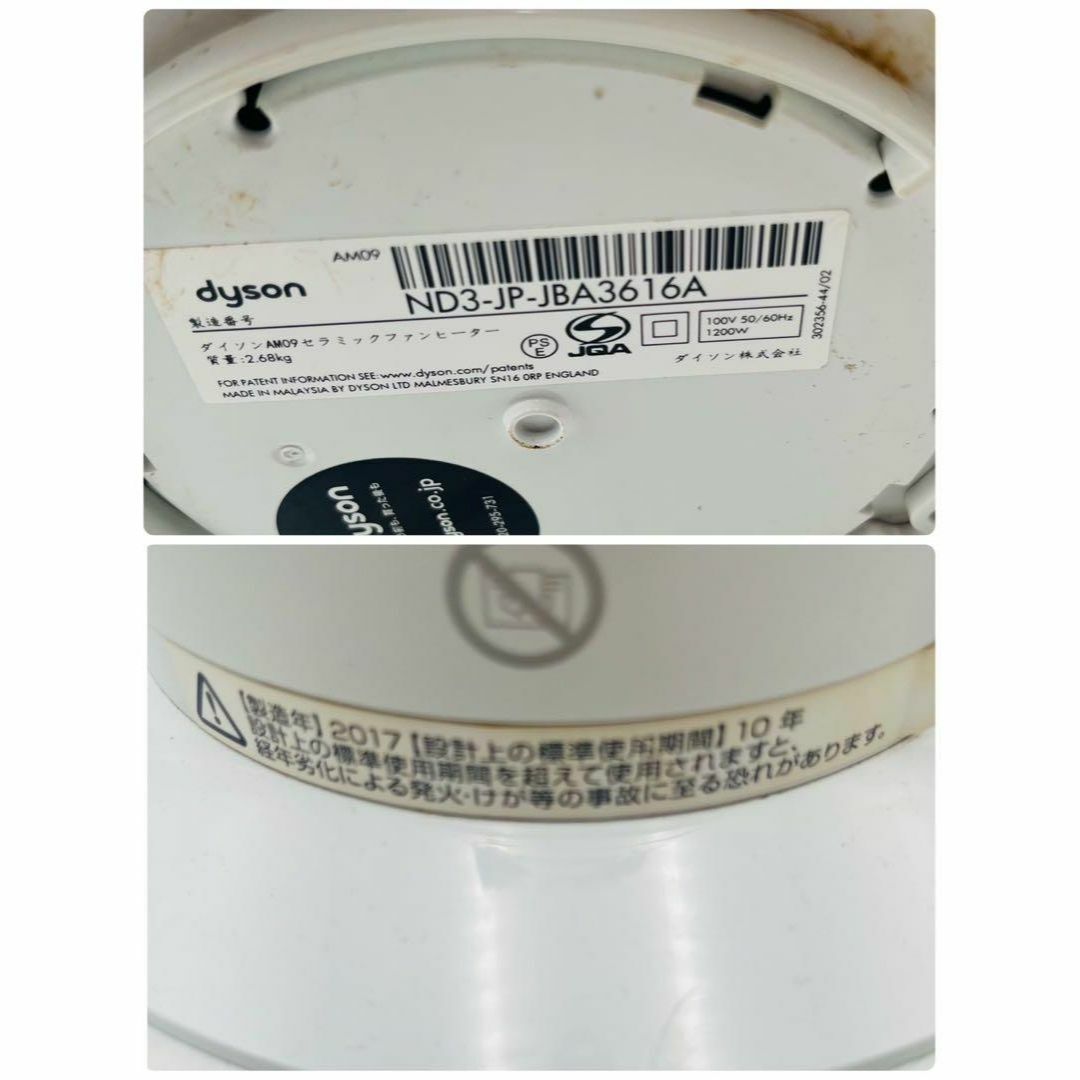 AM09
dyson
ND3-JP-JBA3616A
製造番号
ダイソンAM09セラミックファンヒーター
質量:2.68kg
PS
E
JQA
100V 50/60Hz
1200W
ダイソン株式会社
302356-44/02
FOR PATENT INFORMATION SEE:www.dyson.com/patents
MADE IN MALAYSIA BY DYSON LTD MALMESBURY SN16 0RP ENGLAND
yson
yson.co.jp
20-295-731
【製造年】2017【設計上の標準使用期間】10年
設計上の標準使用期間を超えて使用されますと、
経年劣化による発火・けが等の事故に至る恐れがあります。